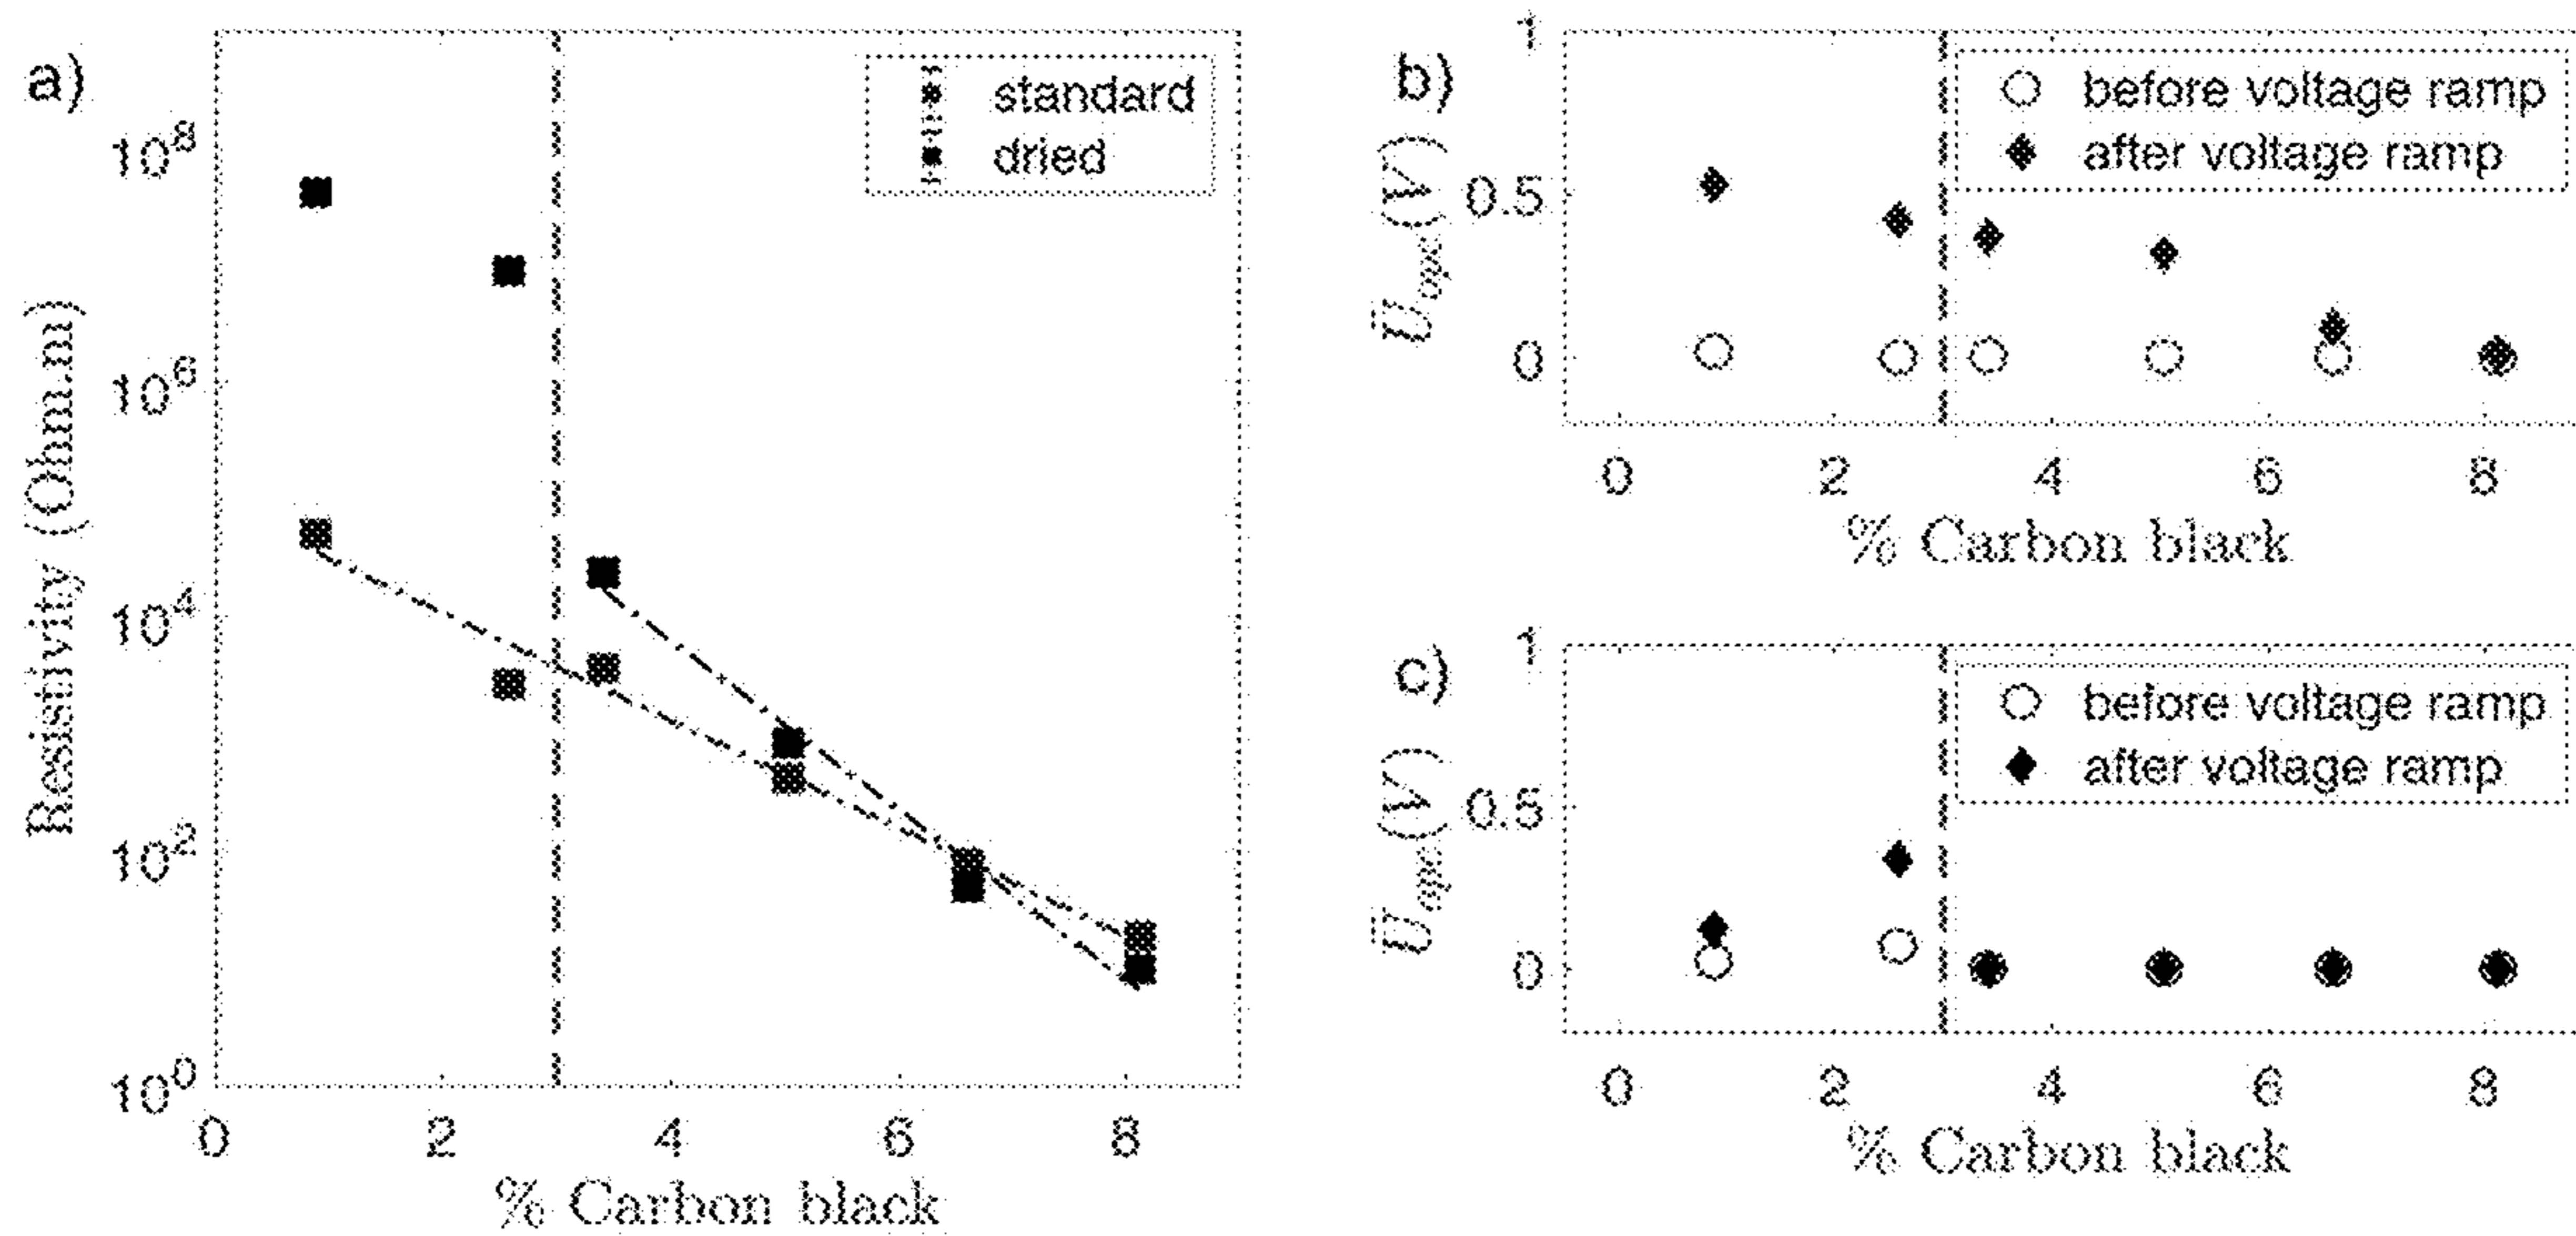 a)
standard
dried
10^8
10^6
10^4
10^2
10^0
Resistivity (Ohm.m)
0 2 4 6 8
% Carbon black
b)
before voltage ramp
after voltage ramp
1
0.5
0
U̅_opc (V)
0 2 4 6 8
% Carbon black
c)
before voltage ramp
after voltage ramp
1
0.5
0
U̅_opc (V)
0 2 4 6 8
% Carbon black